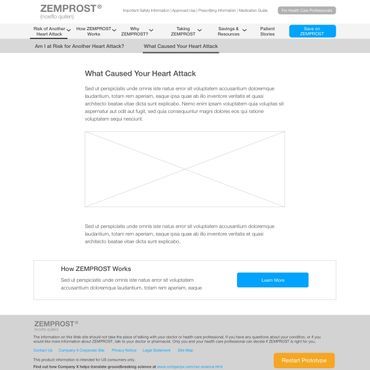 ZEMPROST®
Important Safety Information | Approved Use | Prescribing Information | Medication Guide
For Health Care Professionals
Risk of Another Heart Attack
How ZEMPROST Works
Why ZEMPROST?
Taking ZEMPROST
Savings & Resources
Patient Stories
Save on ZEMPROST
Am I at Risk for Another Heart Attack?
What Caused Your Heart Attack
What Caused Your Heart Attack
Sed ut perspiciatis unde omnis iste natus error sit voluptatem accusantium doloremque
laudantium, totam rem aperiam, eaque ipsa quae ab illo inventore veritatis et quasi
architecto beatae vitae dicta sunt explicabo. Nemo enim ipsam voluptatem quia voluptas sit
aspernatur aut odit aut fugit, sed quia consequuntur magni dolores eos qui ratione
voluptatem sequi nesciunt.
Sed ut perspiciatis unde omnis iste natus error sit voluptatem accusantium doloremque
laudantium, totam rem aperiam, eaque ipsa quae ab illo inventore veritatis et quasi
architecto beatae vitae dicta sunt explicabo.
How ZEMPROST Works
Sed ut perspiciatis unde omnis iste natus error sit voluptatem
accusantium doloremque laudantium, totam rem aperiam, eaque
Learn More
ZEMPROST®
The information on this Web site should not take the place of talking with your doctor or health care professional. If you have any questions about your condition, or if you
would like more information about ZEMPROST, talk to your doctor or pharmacist. Only you and your health care professional can decide if ZEMPROST is right for you.
Contact Us
Company X Corporate Site
Privacy Notice
Legal Statement
Site Map
This product information is intended for US consumers only.
Find out how Company X helps translate groundbreaking science at
Restart Prototype